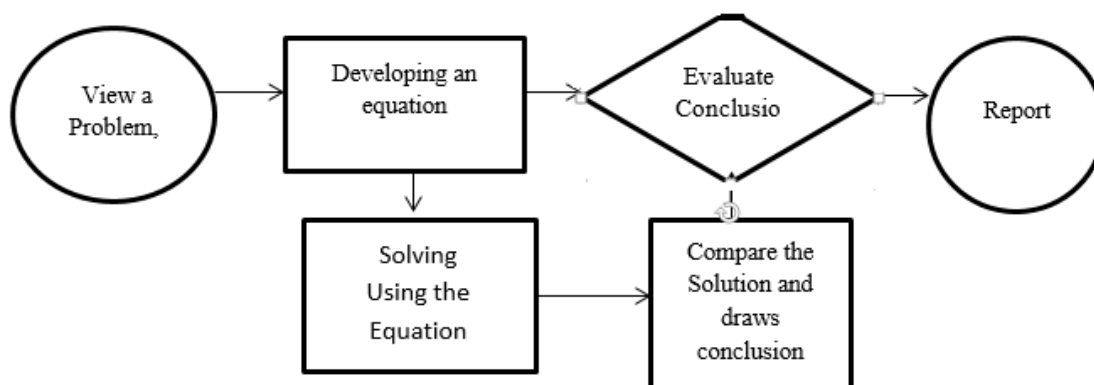 View a
Problem,
Developing an
equation
Evaluate
Conclusio
Report
Solving
Using the
Equation
Compare the
Solution and
draws
conclusion